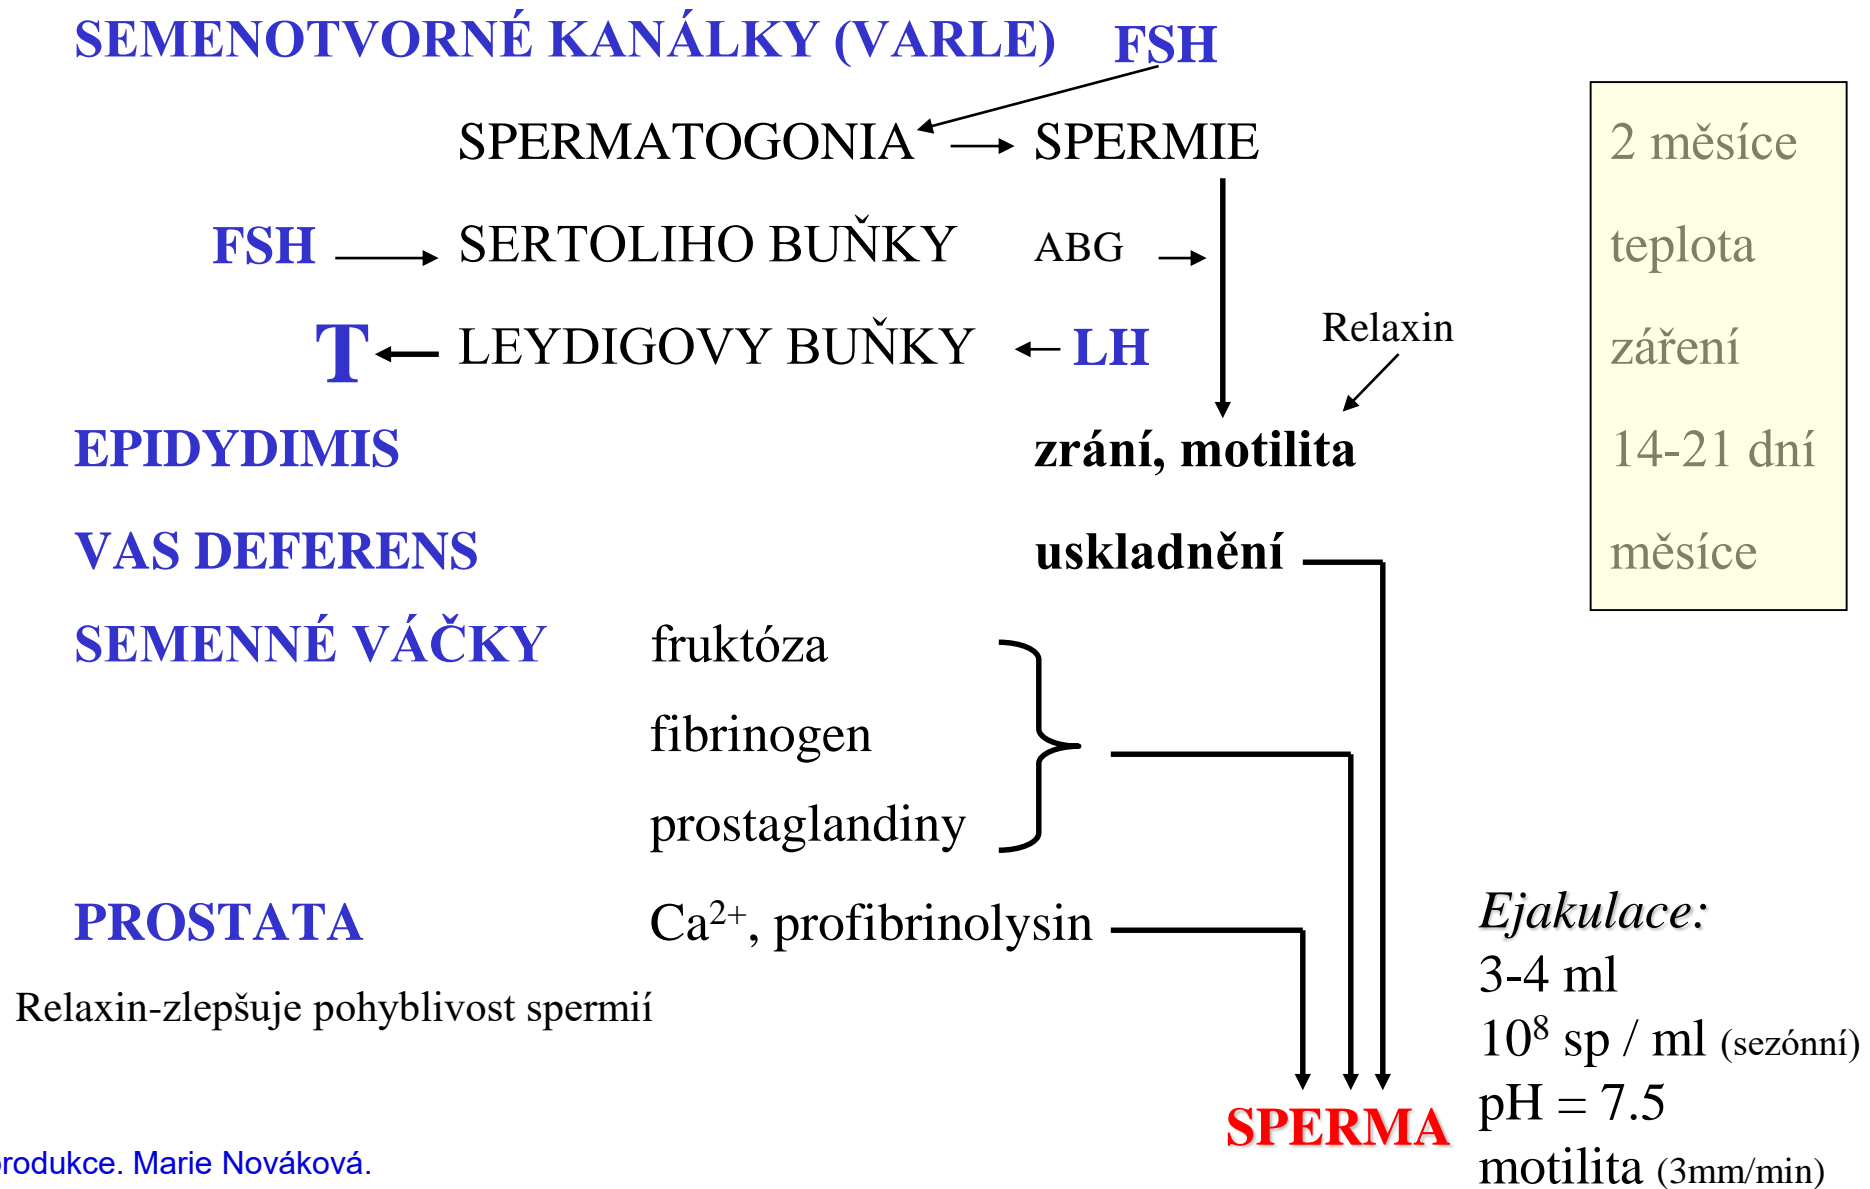 SEMENOTVORNÉ KANÁLKY (VARLE) FSH
SPERMATOGONIA SPERMIE 2 měsíce
FSH SERTOLIHO BUŇKY ABG teplota
T LEYDIGOVY BUŇKY LH Relaxin záření
EPIDYDIMIS zrání, motilita 14-21 dní
VAS DEFERENS uskladnění měsíce
SEMENNÉ VÁČKY fruktóza
fibrinogen
prostaglandiny
PROSTATA Ca²⁺, profibrinolysin
Relaxin-zlepšuje pohyblivost spermií
Ejakulace:
3-4 ml
10⁸ sp / ml (sezónní)
pH = 7.5
motilita (3mm/min)
SPERMA
produkce. Marie Nováková.